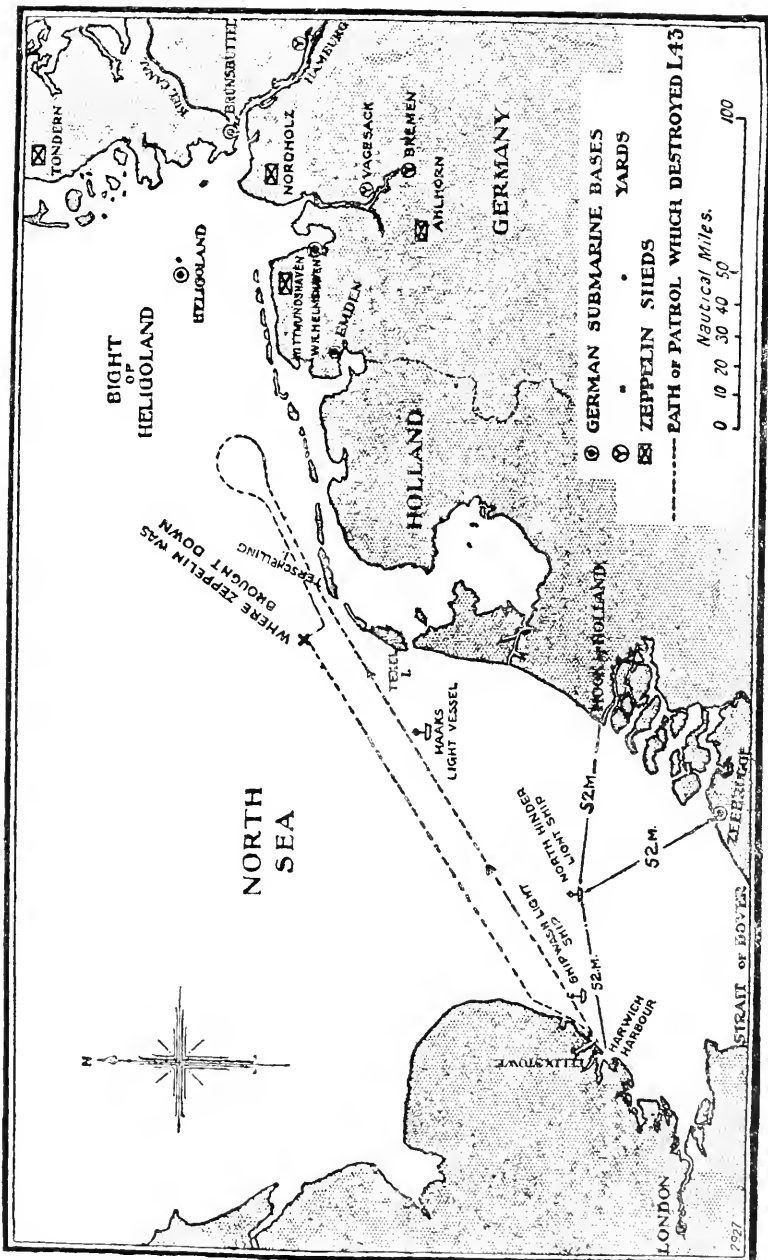 N
NORTH
SEA
BIGHT
OF
HELIGOLAND
HELIGOLAND
TONDERN
KIEL CANAL
BRUNSBÜTTEL
HAMBURG
NORDHOLZ
VAGESACK
BREMEN
AHLHORN
GERMANY
WITTMUNDSHAVEN
WILHELMSHAVEN
EMDEN
HOLLAND
WHERE ZEPPELIN WAS
BROUGHT DOWN
TERSCHELLING
I.
TEXEL
I.
HAAKS
LIGHT VESSEL
HOOK OF HOLLAND
NORTH HINDER
LIGHT SHIP
SHIPWASH LIGHT
SHIP
52M.
52M.
52M.
FELIXSTOWE
HARWICH
HARBOUR
ZEEBRUGGE
STRAIT OF DOVER
LONDON
GERMAN SUBMARINE BASES
" " YARDS
ZEPPELIN SHEDS
PATH OF PATROL WHICH DESTROYED L43
Nautical Miles.
0 10 20 30 40 50 100
2927